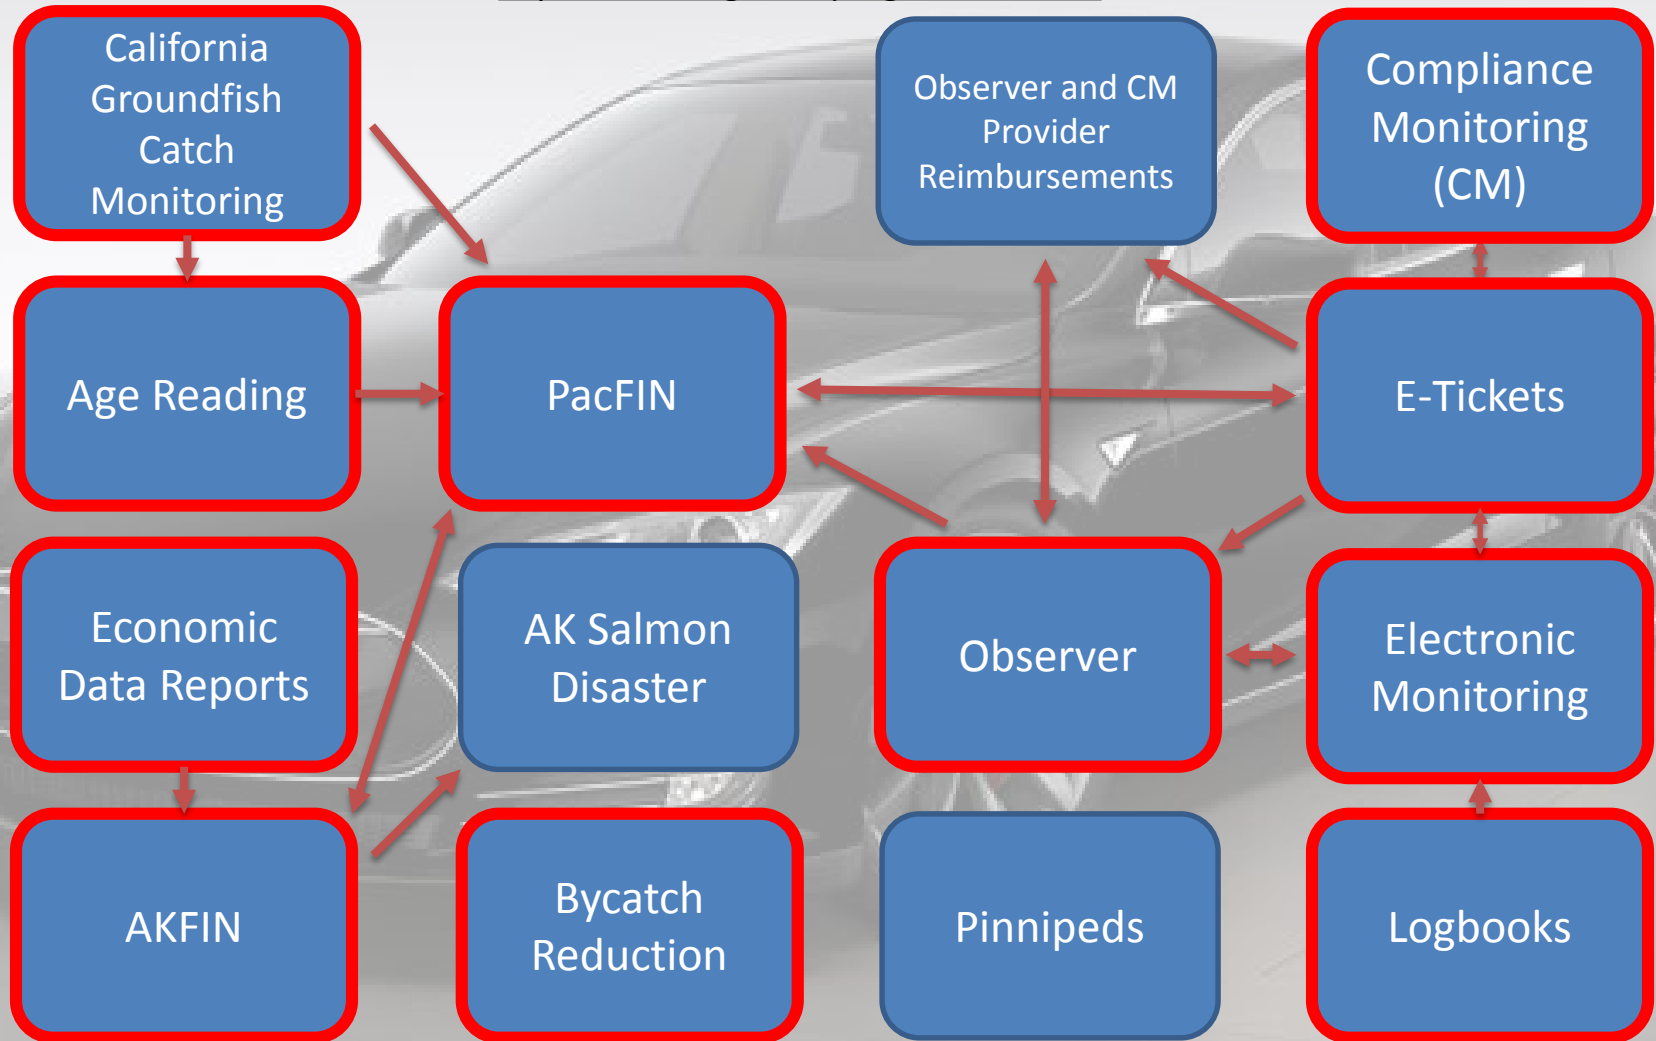 California
Groundfish
Catch
Monitoring
Observer and CM
Provider
Reimbursements
Compliance
Monitoring
(CM)
Age Reading
PacFIN
E-Tickets
Economic
Data Reports
AK Salmon
Disaster
Observer
Electronic
Monitoring
AKFIN
Bycatch
Reduction
Pinnipeds
Logbooks